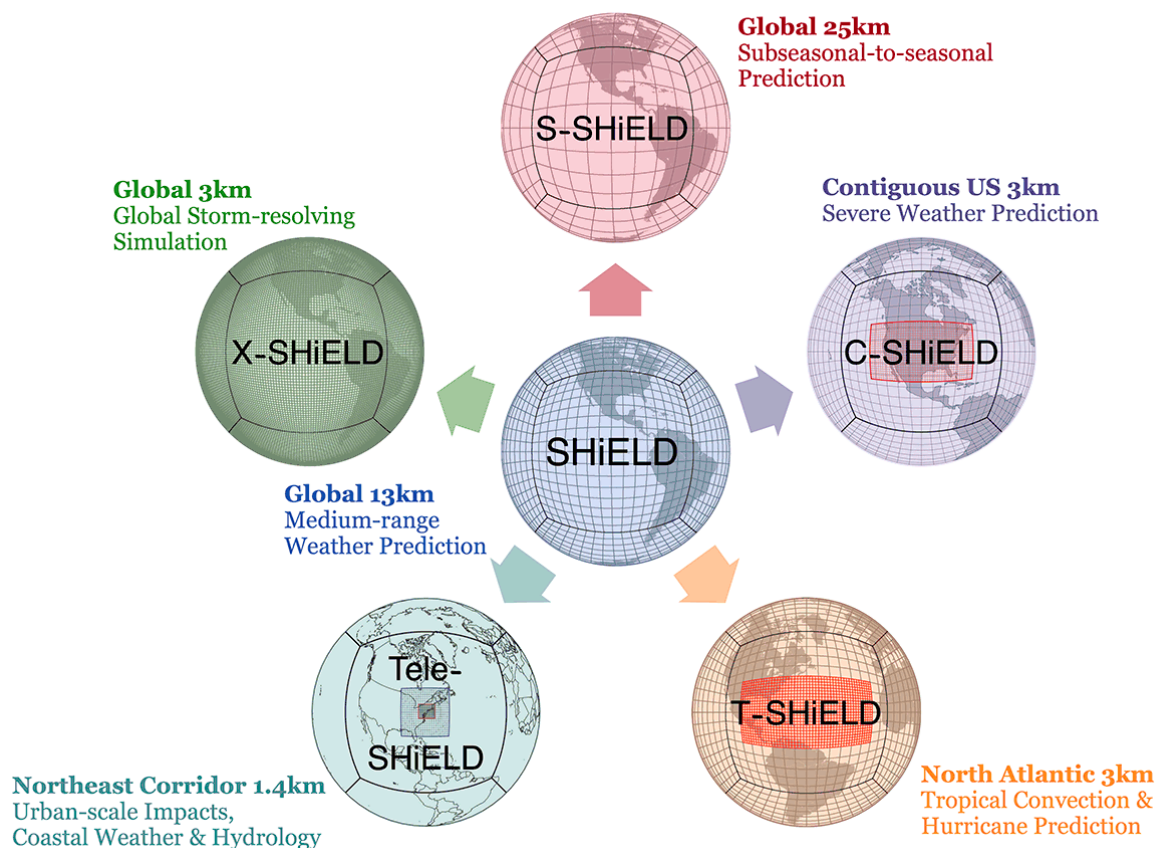 Global 25km
Subseasonal-to-seasonal
Prediction
S-SHiELD
Global 3km
Global Storm-resolving
Simulation
X-SHiELD
Contiguous US 3km
Severe Weather Prediction
C-SHiELD
SHiELD
Global 13km
Medium-range
Weather Prediction
Tele-
SHiELD
Northeast Corridor 1.4km
Urban-scale Impacts,
Coastal Weather & Hydrology
T-SHiELD
North Atlantic 3km
Tropical Convection &
Hurricane Prediction